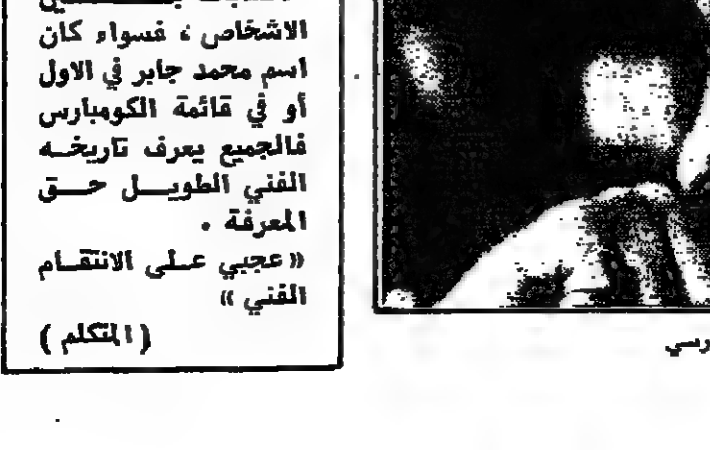 الاشخاص ، فسواء كان
اسم محمد جابر في الاول
أو في قائمة الكومبارس
فالجميع يعرف تاريخه
الفني الطويل حق
المعرفة .
« عجبي على الانتقام
الفني »
( المتكلم )